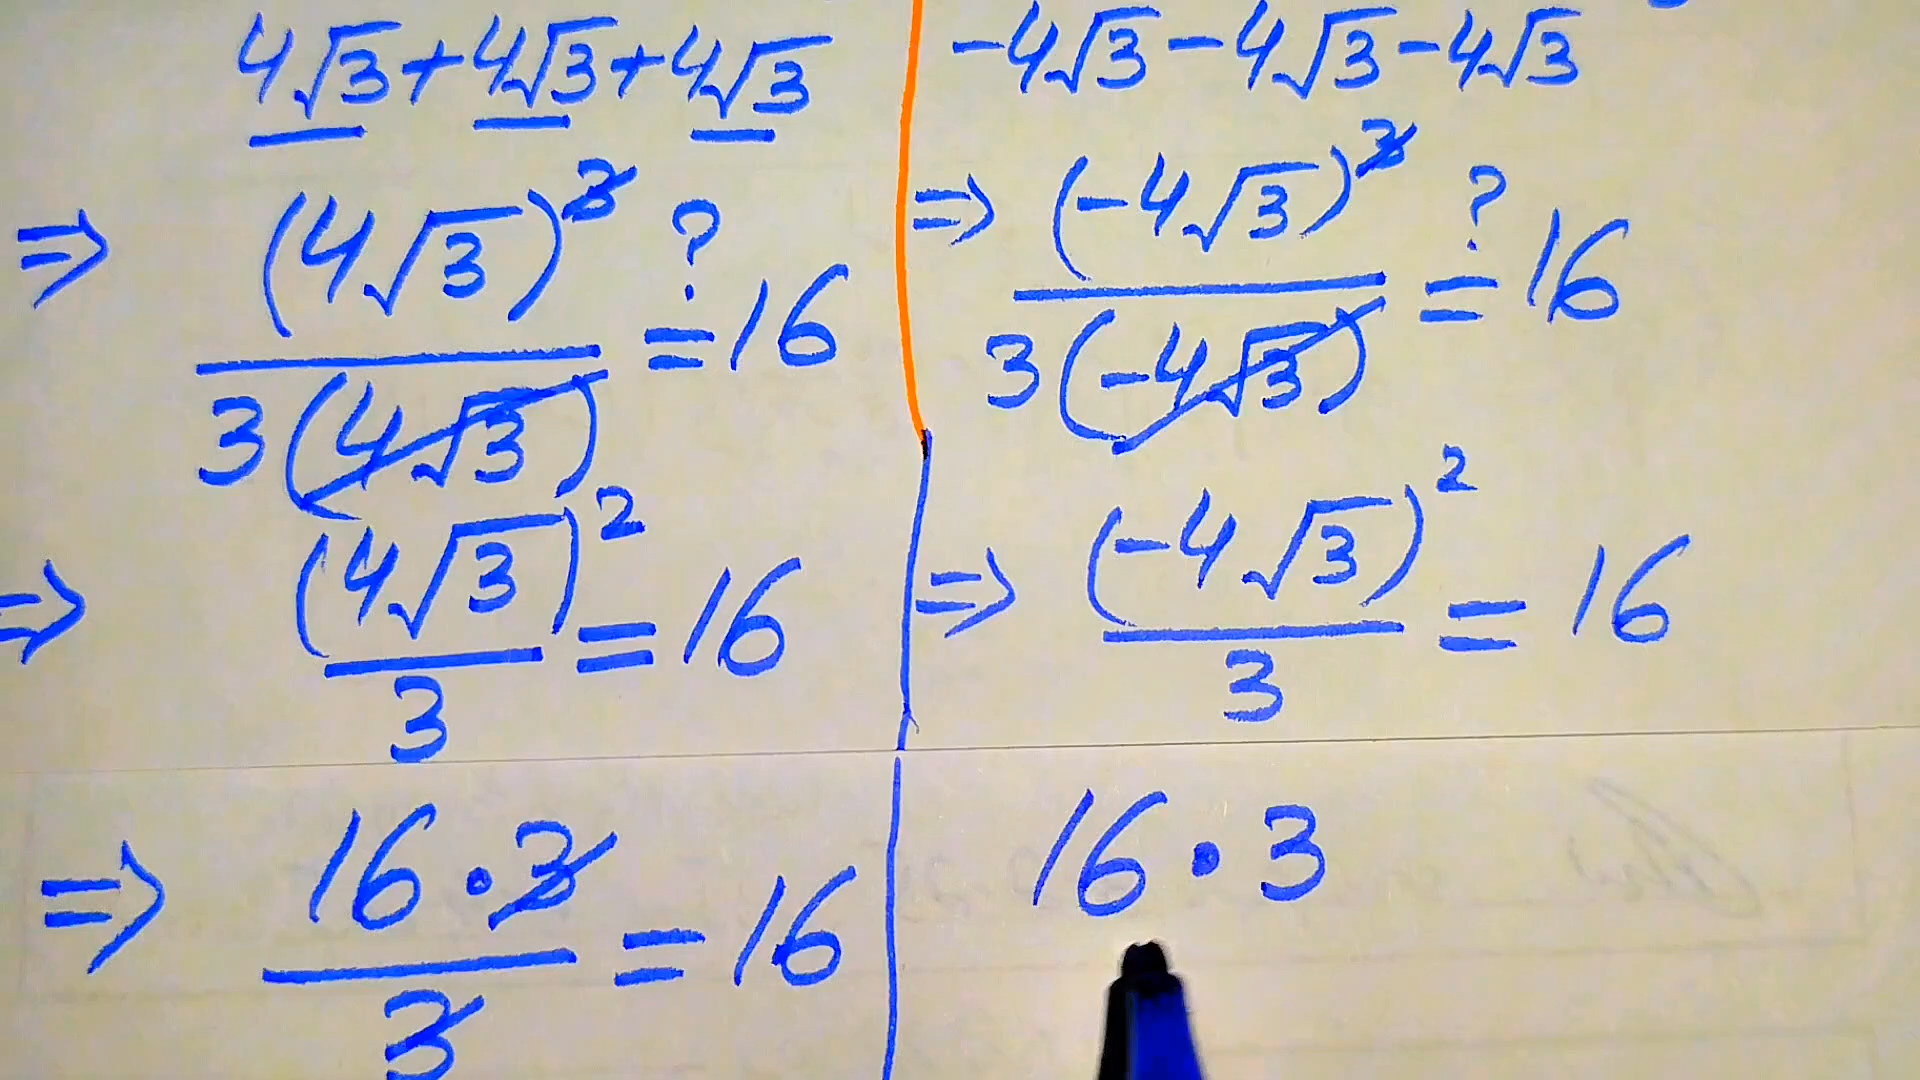 4√3+4√3+4√3
⇒ (4√3)³ / 3(4√3) ≟ 16
⇒ (4√3)² / 3 = 16
⇒ 16·3 / 3 = 16
-4√3-4√3-4√3
⇒ (-4√3)³ / 3(-4√3) ≟ 16
⇒ (-4√3)² / 3 = 16
16·3